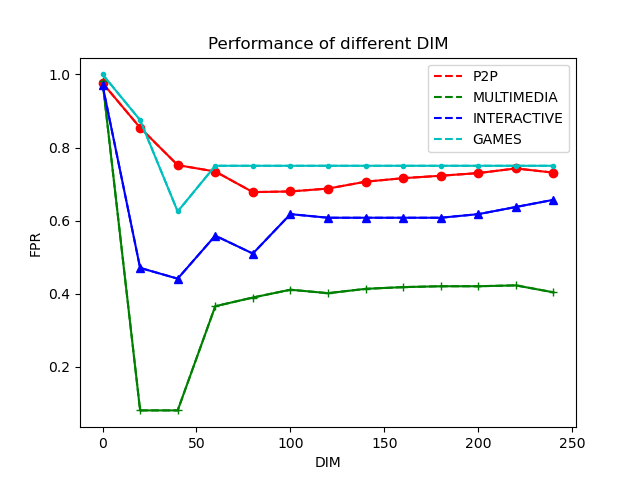 Performance of different DIM
P2P
MULTIMEDIA
INTERACTIVE
GAMES
1.0
0.8
0.6
0.4
0.2
FPR
0 50 100 150 200 250
DIM